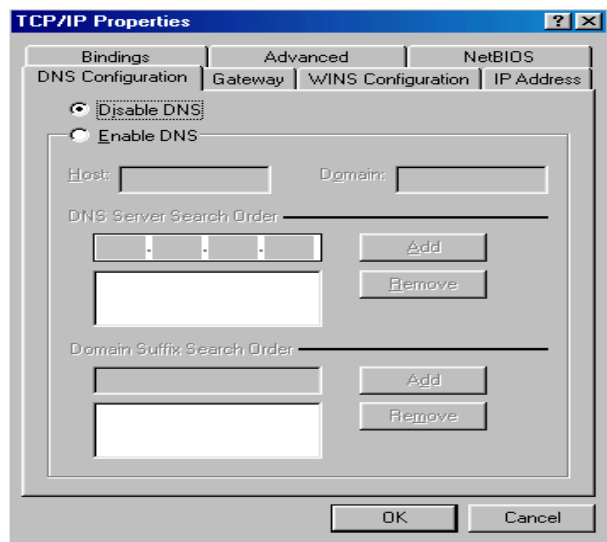 TCP/IP Properties
Bindings Advanced NetBIOS
DNS Configuration Gateway WINS Configuration IP Address
Disable DNS
Enable DNS
Host: Domain:
DNS Server Search Order
. . .
Add
Remove
Domain Suffix Search Order
Add
Remove
OK Cancel